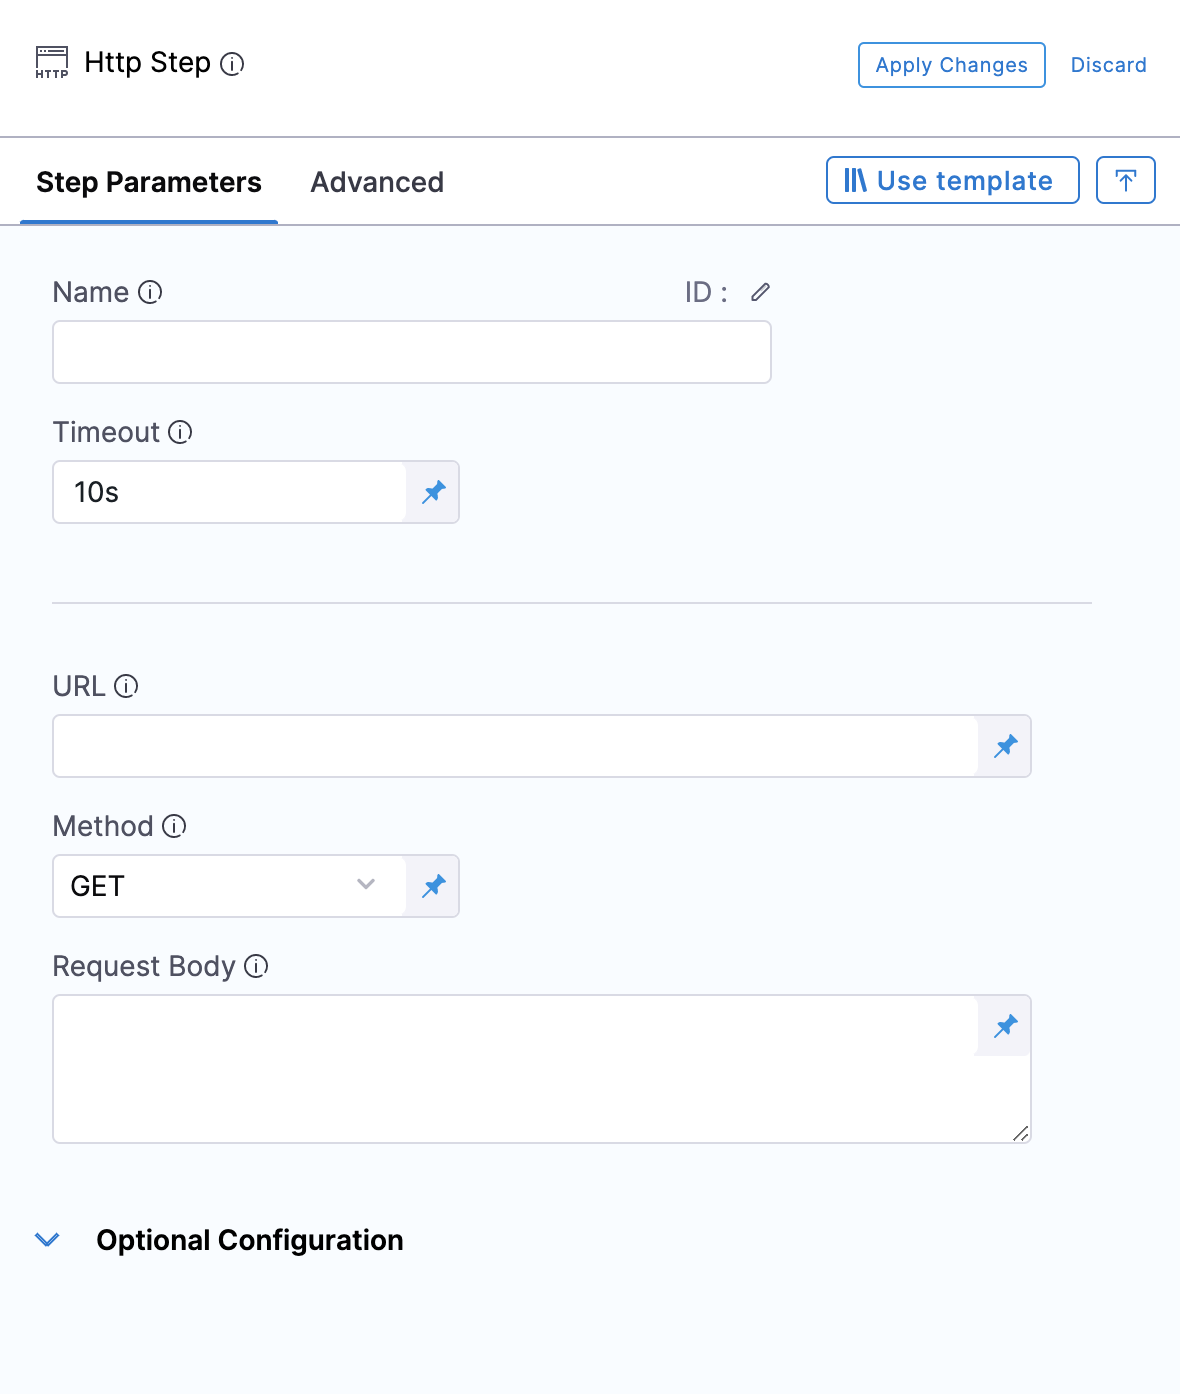 HTTP Http Step
Apply Changes Discard
Step Parameters Advanced Use template
Name ID :
Timeout
10s
URL
Method
GET
Request Body
Optional Configuration